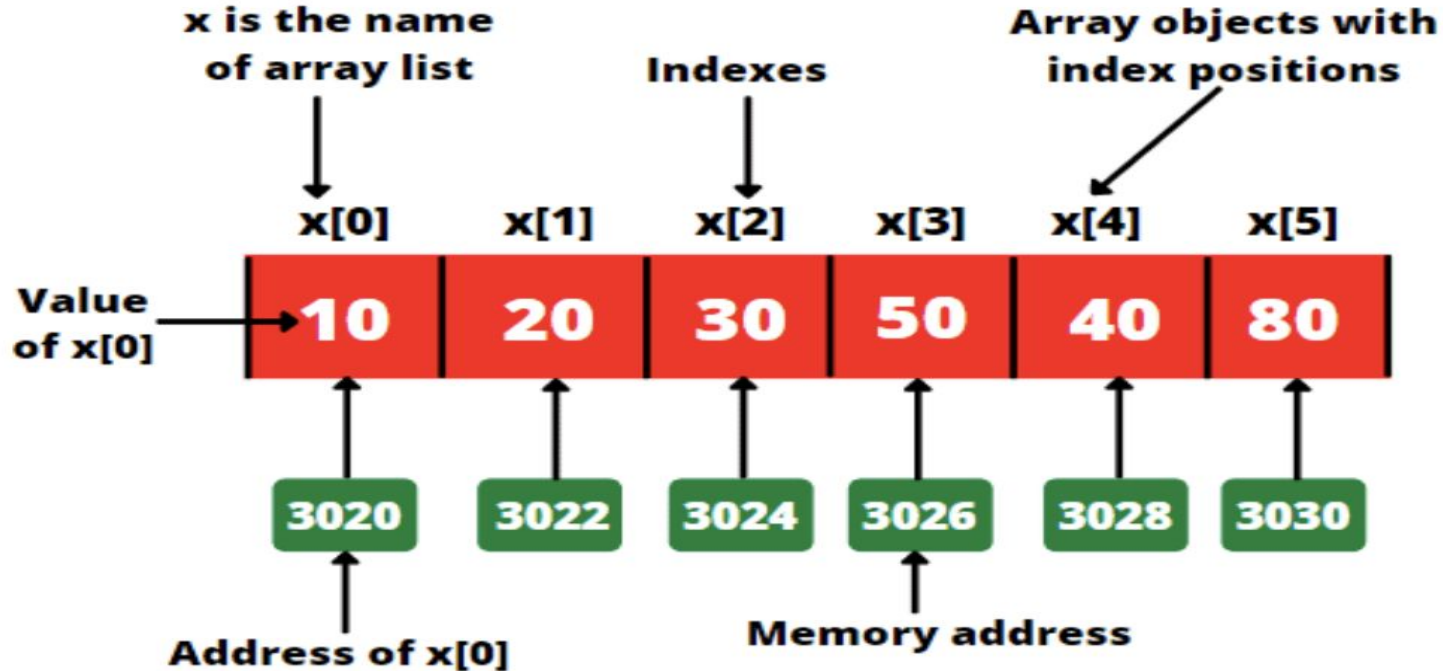 x is the name
of array list
Indexes
Array objects with
index positions
x[0] x[1] x[2] x[3] x[4] x[5]
Value
of x[0]
10 20 30 50 40 80
3020 3022 3024 3026 3028 3030
Address of x[0]
Memory address